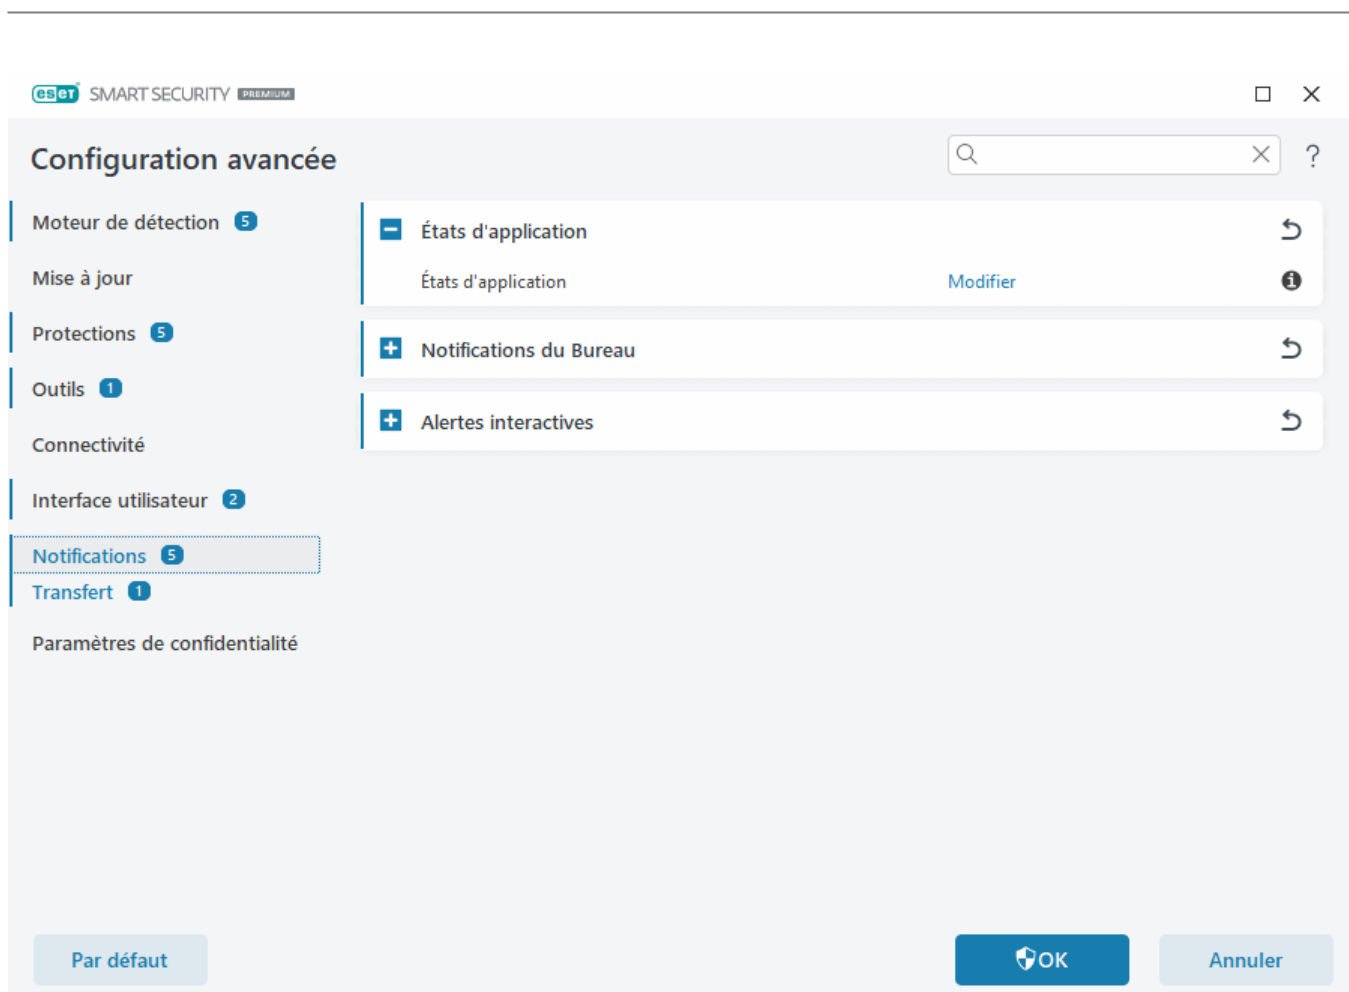 eset SMART SECURITY PREMIUM
Configuration avancée
?
Moteur de détection 5
Mise à jour
Protections 5
Outils 1
Connectivité
Interface utilisateur 2
Notifications 5
Transfert 1
Paramètres de confidentialité
États d'application
États d'application Modifier
Notifications du Bureau
Alertes interactives
Par défaut
OK
Annuler